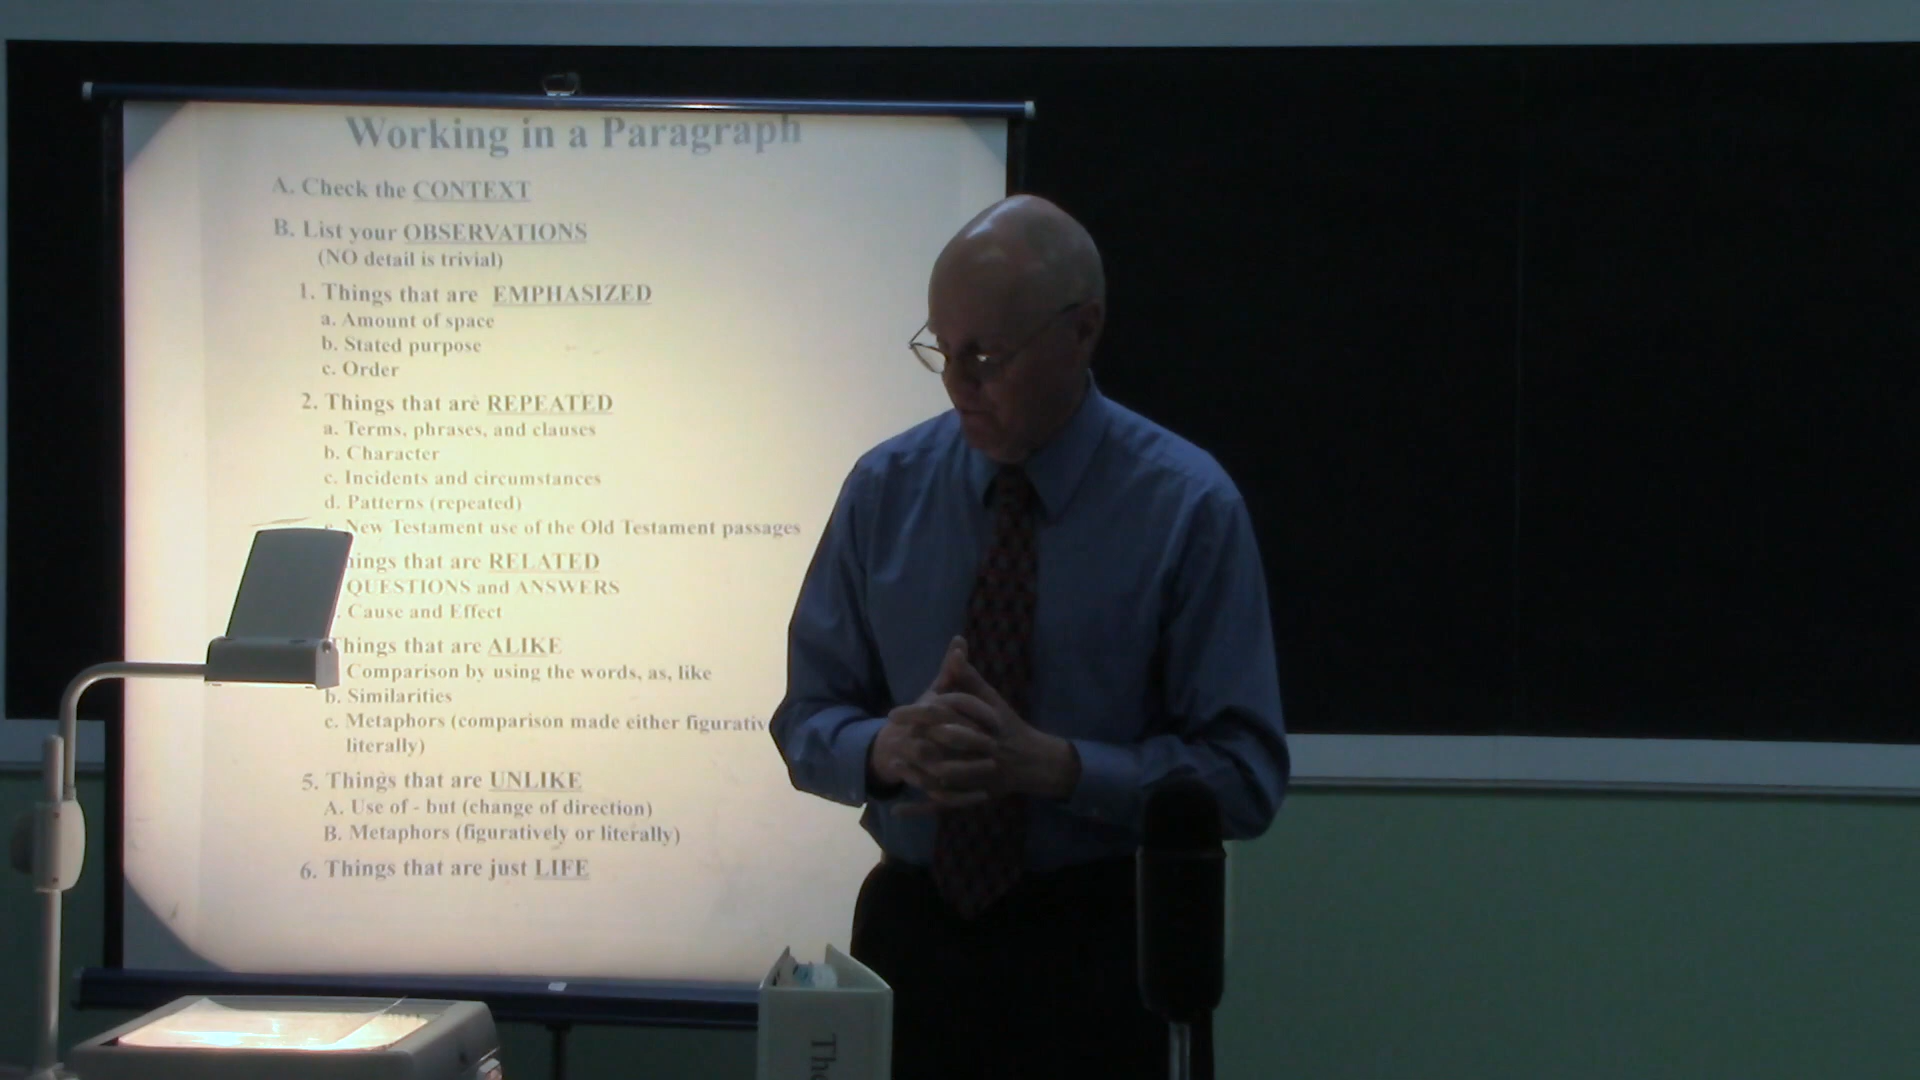 Working in a Paragraph
A. Check the CONTEXT
B. List your OBSERVATIONS
(NO detail is trivial)
1. Things that are EMPHASIZED
a. Amount of space
b. Stated purpose
c. Order
2. Things that are REPEATED
a. Terms, phrases, and clauses
b. Character
c. Incidents and circumstances
d. Patterns (repeated)
New Testament use of the Old Testament passages
that are RELATED
QUESTIONS and ANSWERS
Cause and Effect
Things that are ALIKE
Comparison by using the words, as, like
b. Similarities
c. Metaphors (comparison made either
literally)
5. Things that are UNLIKE
A. Use of - but (change of direction)
B. Metaphors (figuratively or literally)
6. Things that are just LIFE